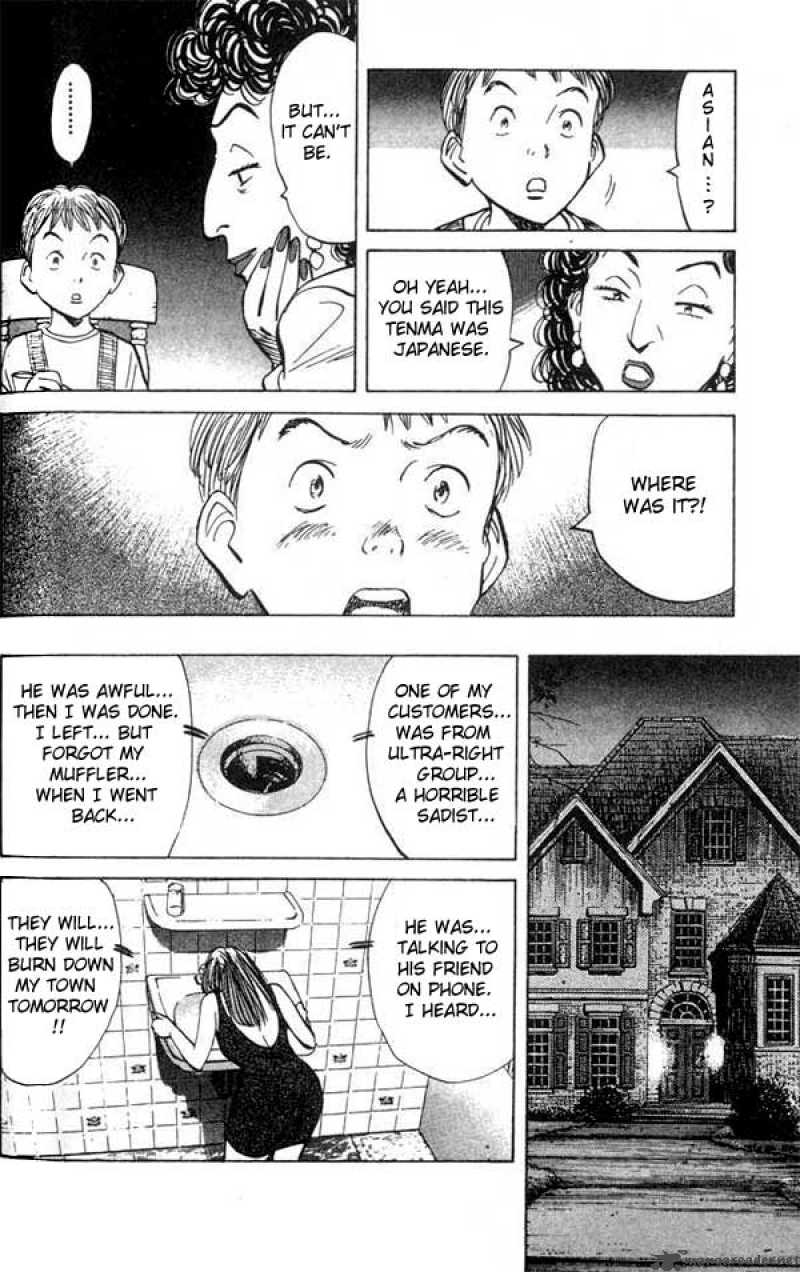 A
S
I
A
N
...
?
BUT...
IT CAN'T
BE.
........
OH YEAH...
YOU SAID THIS
TENMA WAS
JAPANESE.
WHERE
WAS IT?!
ONE OF MY
CUSTOMERS...
WAS FROM
ULTRA-RIGHT
GROUP...
A HORRIBLE
SADIST...
HE WAS AWFUL...
THEN I WAS DONE.
I LEFT... BUT
FORGOT MY
MUFFLER...
WHEN I WENT
BACK...
HE WAS...
TALKING TO
HIS FRIEND
ON PHONE.
I HEARD...
THEY WILL...
THEY WILL
BURN DOWN
MY TOWN
TOMORROW
!!
mangareader.net